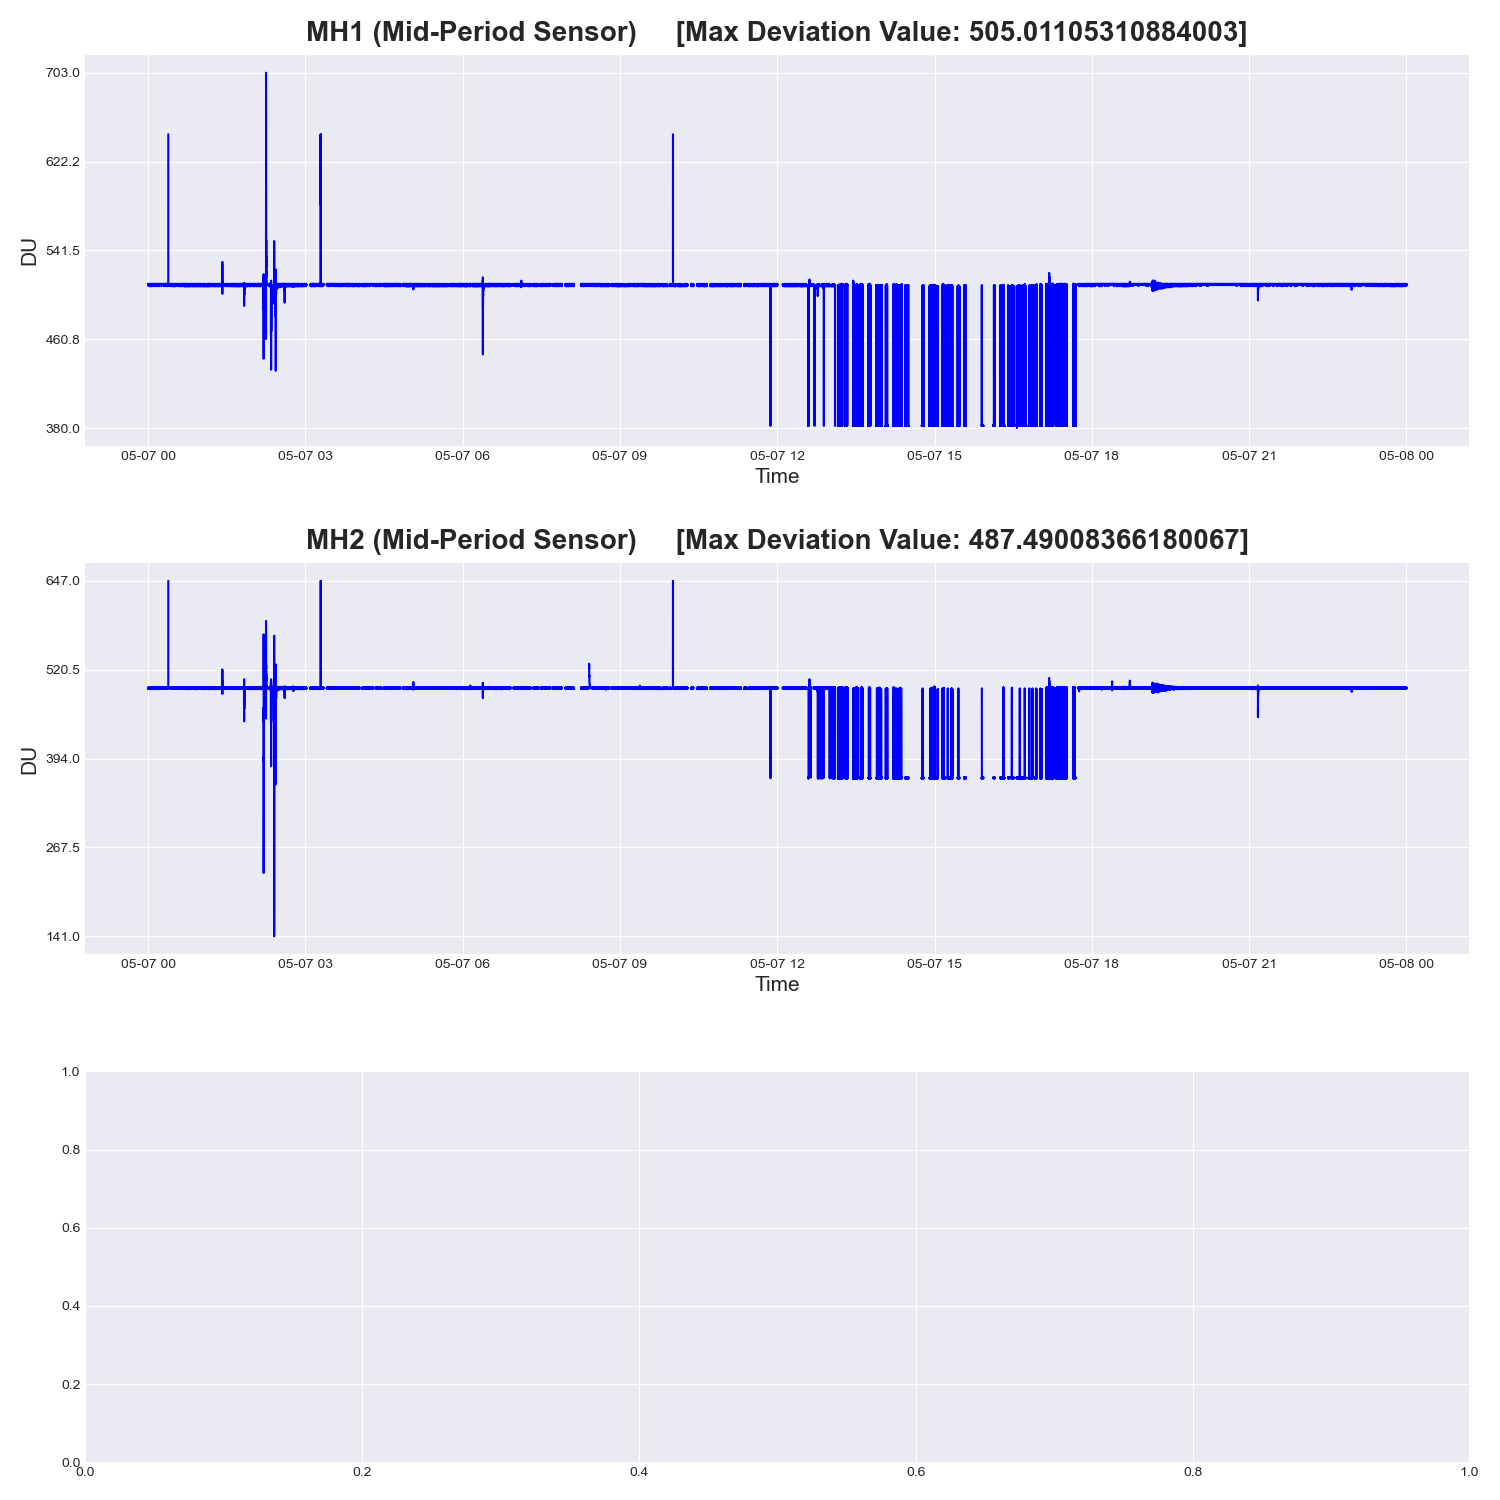 MH1 (Mid-Period Sensor) [Max Deviation Value: 505.01105310884003]
703.0
622.2
541.5
460.8
380.0
DU
05-07 00 05-07 03 05-07 06 05-07 09 05-07 12 05-07 15 05-07 18 05-07 21 05-08 00
Time
MH2 (Mid-Period Sensor) [Max Deviation Value: 487.49008366180067]
647.0
520.5
394.0
267.5
141.0
DU
05-07 00 05-07 03 05-07 06 05-07 09 05-07 12 05-07 15 05-07 18 05-07 21 05-08 00
Time
1.0
0.8
0.6
0.4
0.2
0.0
0.0 0.2 0.4 0.6 0.8 1.0